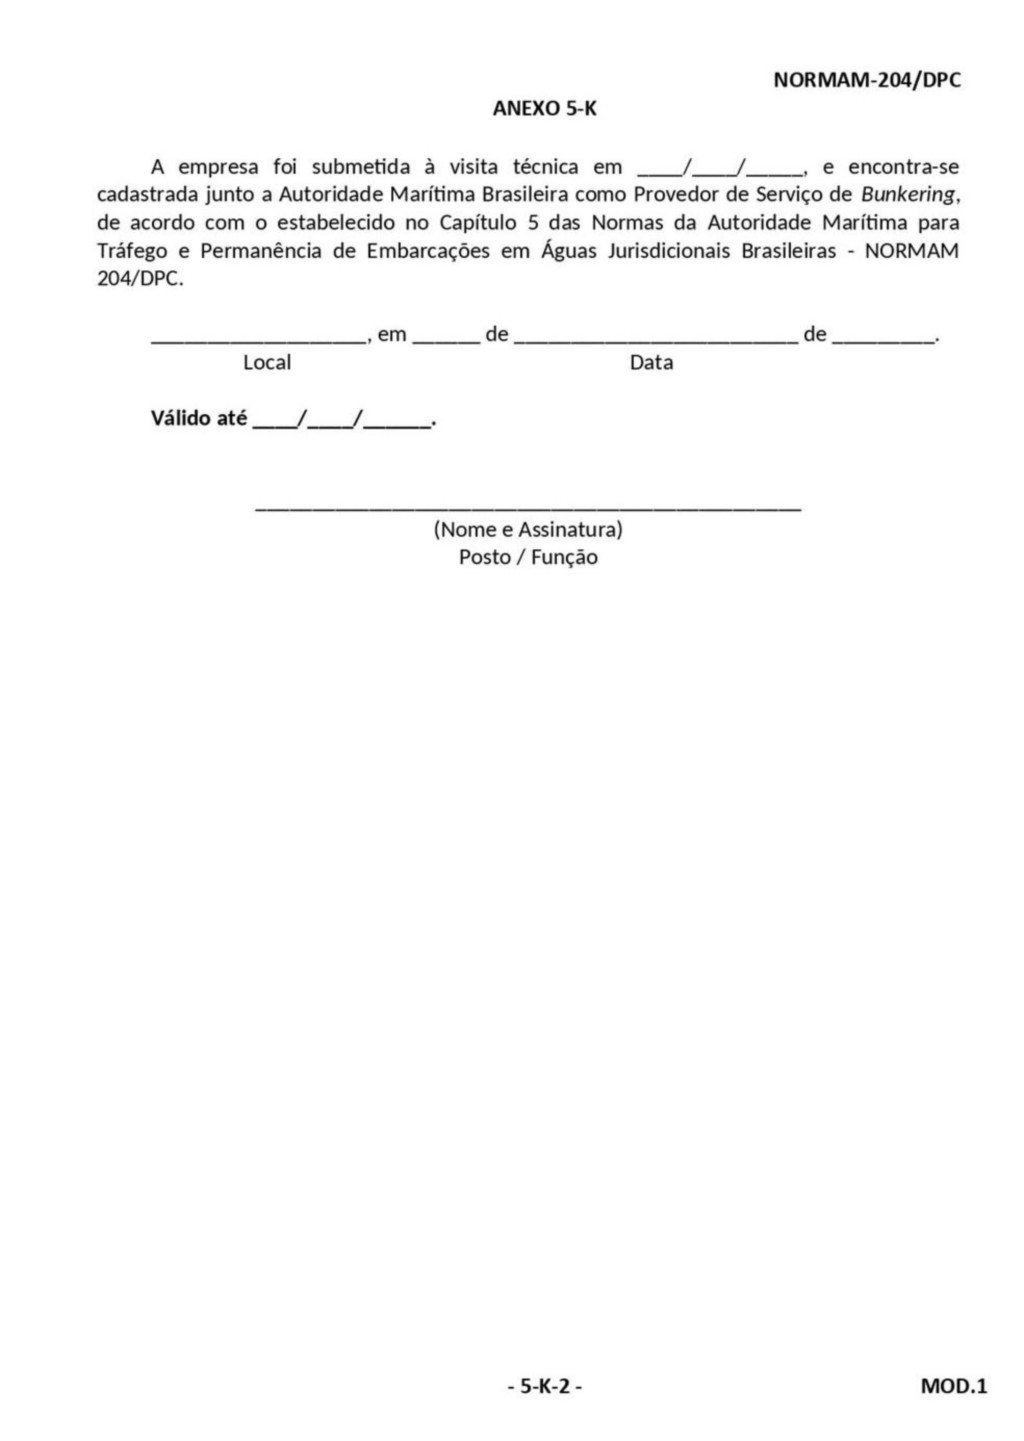 NORMAM-204/DPC
ANEXO 5-K
A empresa foi submetida à visita técnica em ____/____/_____, e encontra-se
cadastrada junto a Autoridade Marítima Brasileira como Provedor de Serviço de Bunkering,
de acordo com o estabelecido no Capítulo 5 das Normas da Autoridade Marítima para
Tráfego e Permanência de Embarcações em Águas Jurisdicionais Brasileiras - NORMAM
204/DPC.
___________________, em ______ de _________________________ de _________.
Local Data
Válido até ____/____/______.
________________________________________________
(Nome e Assinatura)
Posto / Função
- 5-K-2 - MOD.1